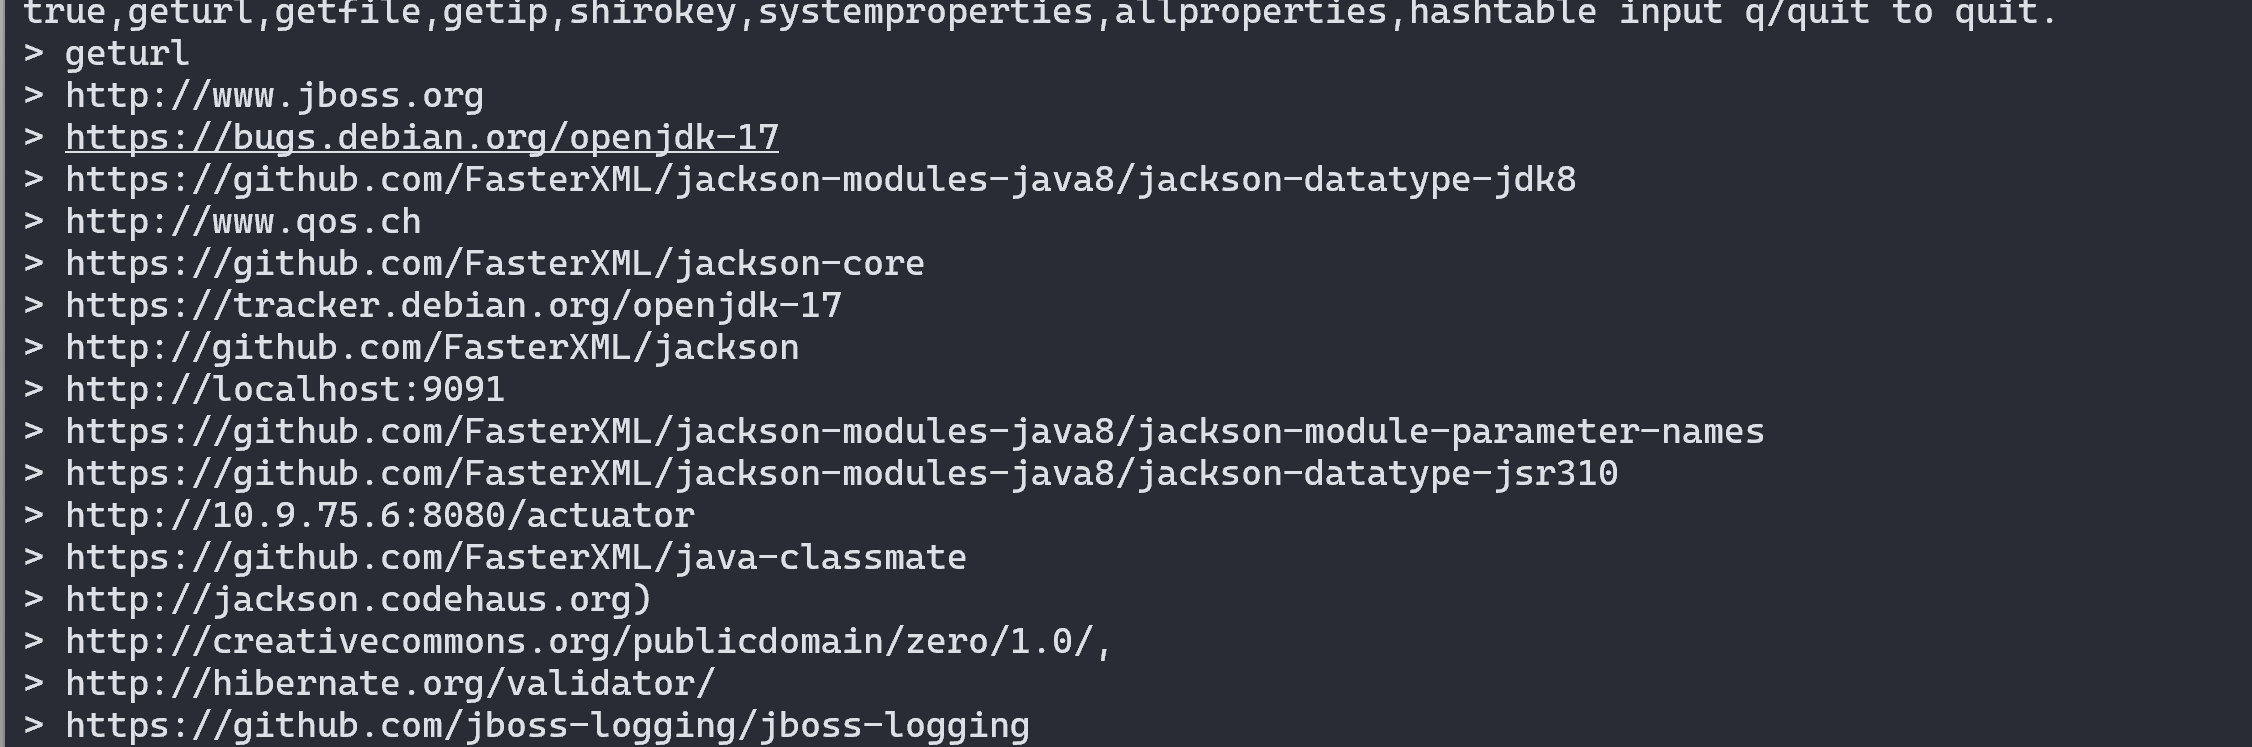 true,geturl,getfile,getip,shirokey,systemproperties,allproperties,hashtable input q/quit to quit.
> geturl
> http://www.jboss.org
> https://bugs.debian.org/openjdk-17
> https://github.com/FasterXML/jackson-modules-java8/jackson-datatype-jdk8
> http://www.qos.ch
> https://github.com/FasterXML/jackson-core
> https://tracker.debian.org/openjdk-17
> http://github.com/FasterXML/jackson
> http://localhost:9091
> https://github.com/FasterXML/jackson-modules-java8/jackson-module-parameter-names
> https://github.com/FasterXML/jackson-modules-java8/jackson-datatype-jsr310
> http://10.9.75.6:8080/actuator
> https://github.com/FasterXML/java-classmate
> http://jackson.codehaus.org)
> http://creativecommons.org/publicdomain/zero/1.0/,
> http://hibernate.org/validator/
> https://github.com/jboss-logging/jboss-logging